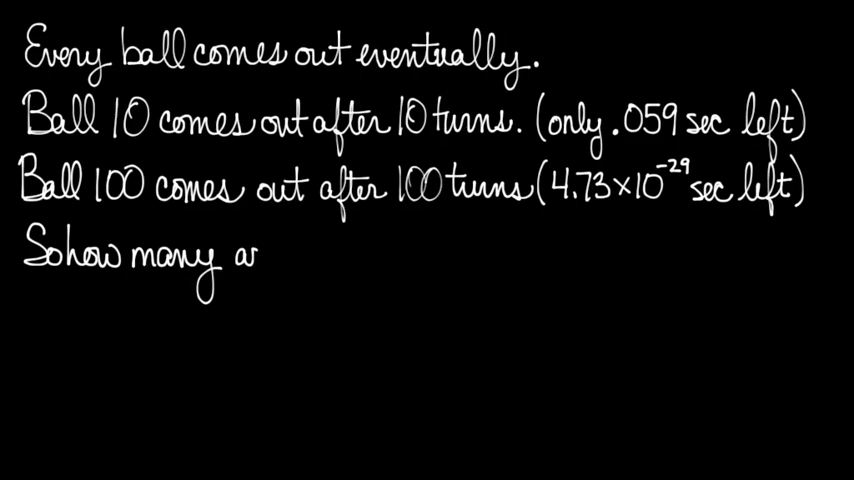 Every ball comes out eventually.
Ball 10 comes out after 10 turns. (only .059 sec left)
Ball 100 comes out after 100 turns (4.73×10⁻²⁹ sec left)
So how many a